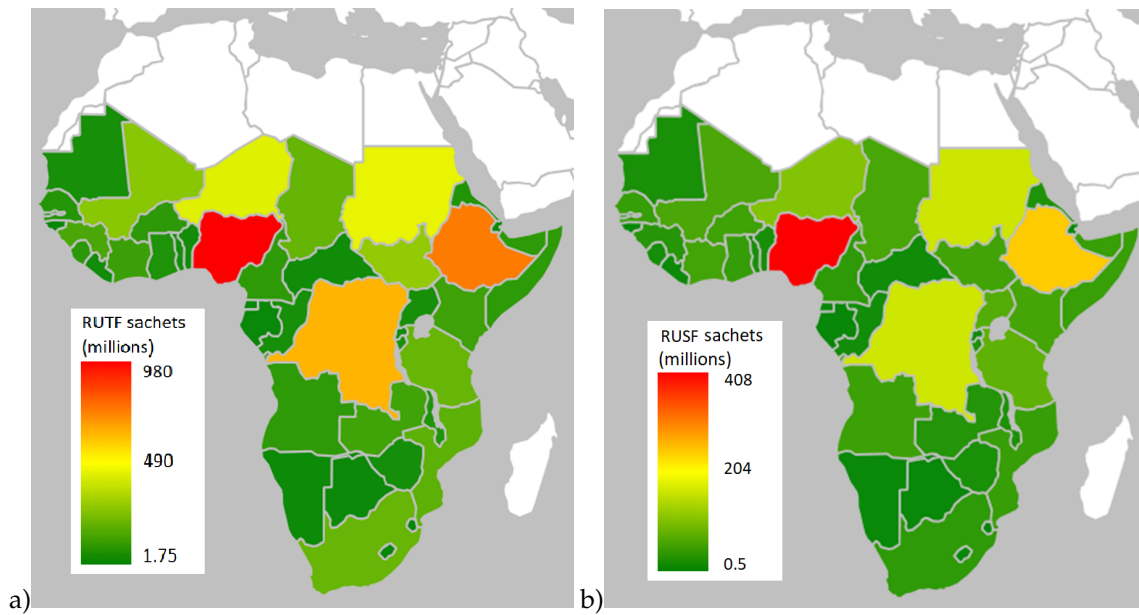 RUTF sachets
(millions)
980
490
1.75
a)
RUSF sachets
(millions)
408
204
0.5
b)